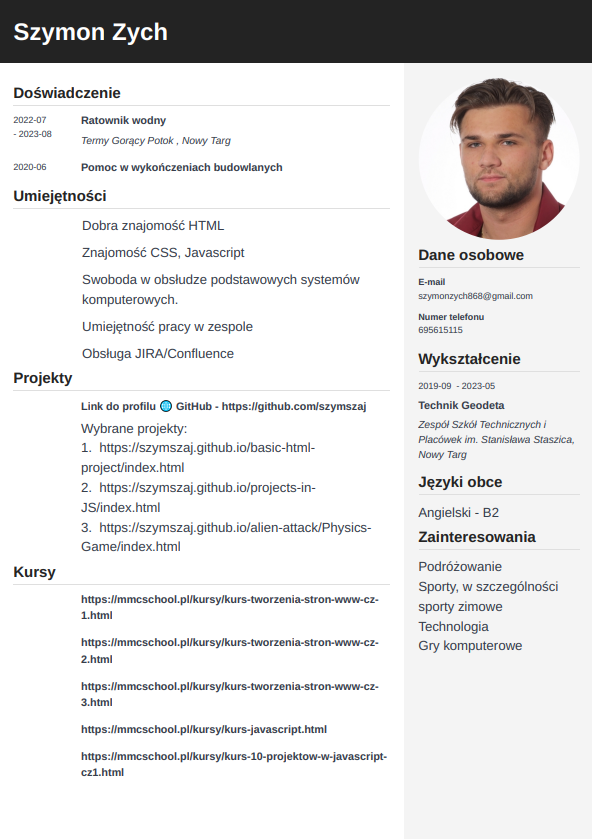 Szymon Zych
Doświadczenie
2022-07
- 2023-08
Ratownik wodny
Termy Gorący Potok , Nowy Targ
2020-06
Pomoc w wykończeniach budowlanych
Umiejętności
Dobra znajomość HTML
Znajomość CSS, Javascript
Swoboda w obsłudze podstawowych systemów
komputerowych.
Umiejętność pracy w zespole
Obsługa JIRA/Confluence
Projekty
Link do profilu 🌐 GitHub - https://github.com/szymszaj
Wybrane projekty:
1. https://szymszaj.github.io/basic-html-
project/index.html
2. https://szymszaj.github.io/projects-in-
JS/index.html
3. https://szymszaj.github.io/alien-attack/Physics-
Game/index.html
Kursy
https://mmcschool.pl/kursy/kurs-tworzenia-stron-www-cz-
1.html
https://mmcschool.pl/kursy/kurs-tworzenia-stron-www-cz-
2.html
https://mmcschool.pl/kursy/kurs-tworzenia-stron-www-cz-
3.html
https://mmcschool.pl/kursy/kurs-javascript.html
https://mmcschool.pl/kursy/kurs-10-projektow-w-javascript-
cz1.html
Dane osobowe
E-mail
szymonzych868@gmail.com
Numer telefonu
695615115
Wykształcenie
2019-09 - 2023-05
Technik Geodeta
Zespół Szkół Technicznych i
Placówek im. Stanisława Staszica,
Nowy Targ
Języki obce
Angielski - B2
Zainteresowania
Podróżowanie
Sporty, w szczególności
sporty zimowe
Technologia
Gry komputerowe